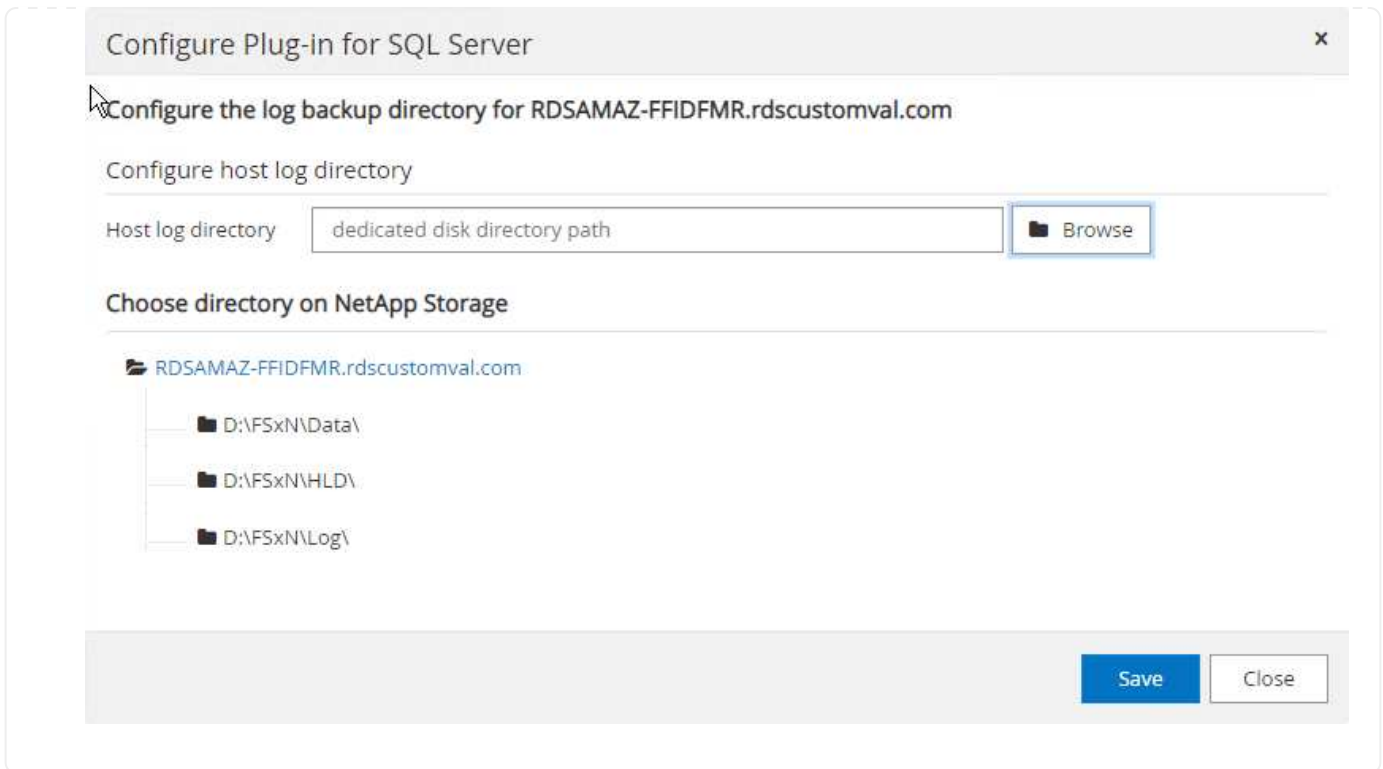 Configure Plug-in for SQL Server
x
Configure the log backup directory for RDSAMAZ-FFIDFMR.rdscustomval.com
Configure host log directory
Host log directory dedicated disk directory path Browse
Choose directory on NetApp Storage
RDSAMAZ-FFIDFMR.rdscustomval.com
D:\FSxN\Data\
D:\FSxN\HLD\
D:\FSxN\Log\
Save Close